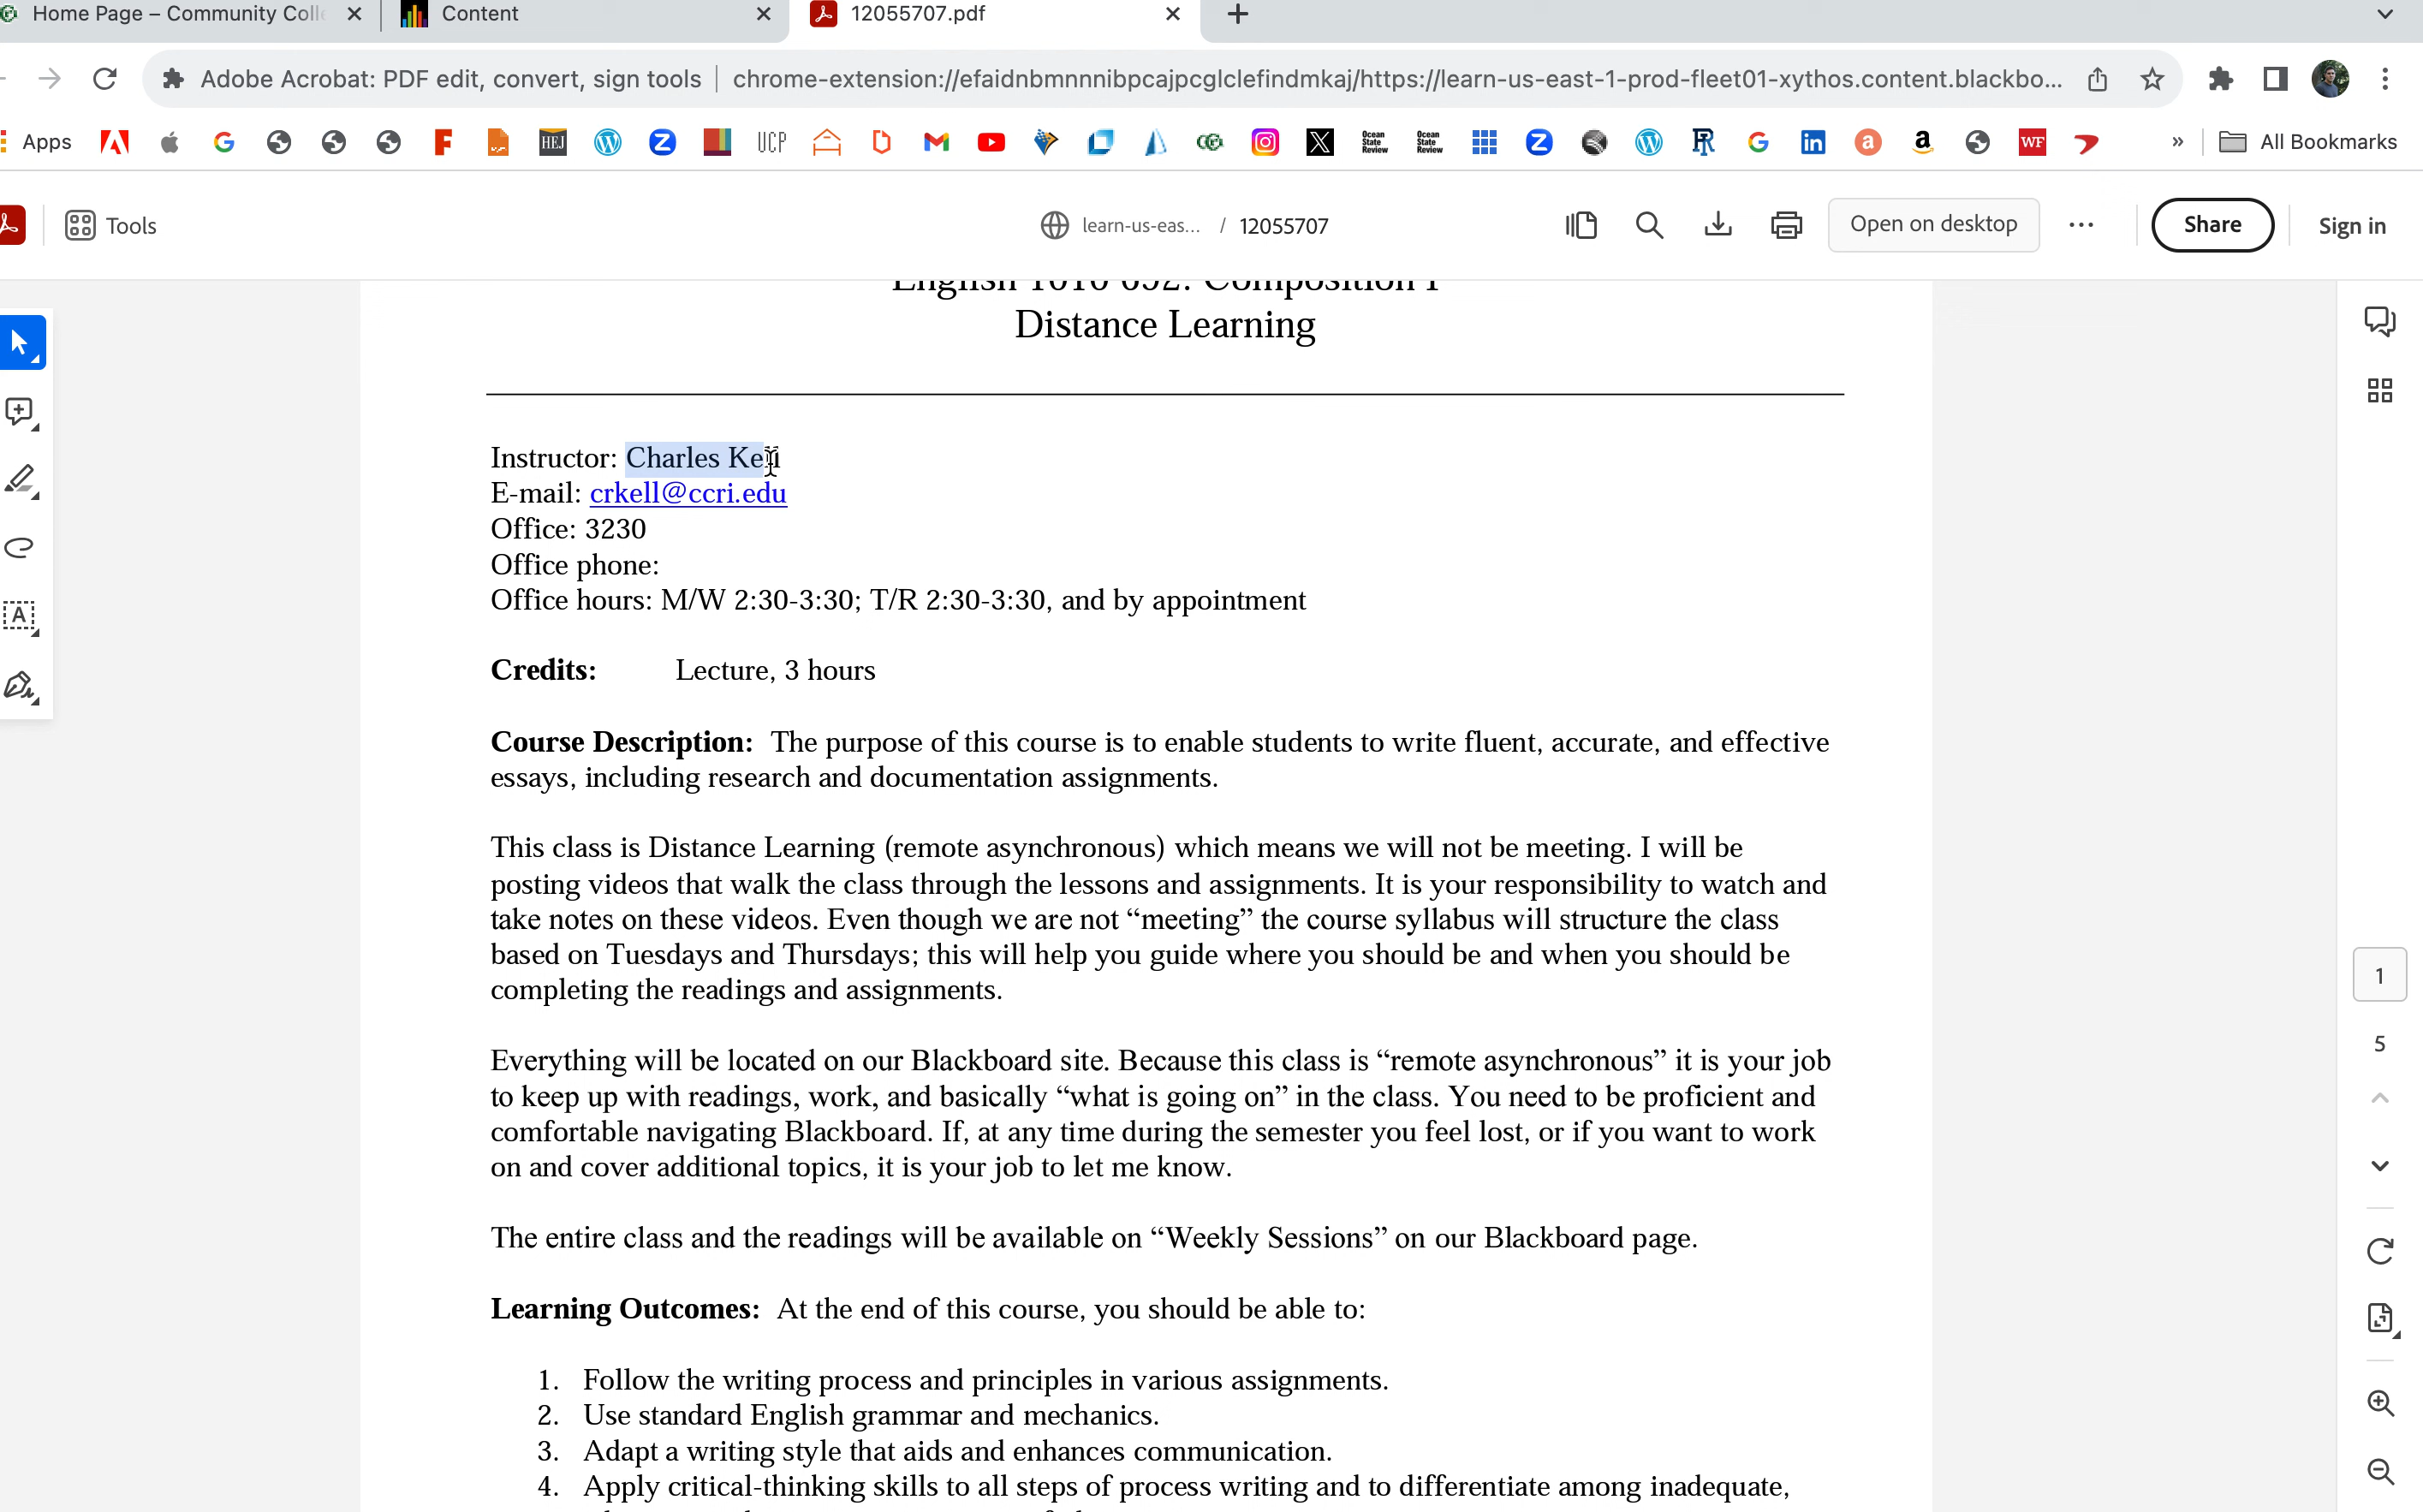 Home Page – Community Coll
Content
12055707.pdf
Adobe Acrobat: PDF edit, convert, sign tools
chrome-extension://efaidnbmnnnibpcajpcglclefindmkaj/https://learn-us-east-1-prod-fleet01-xythos.content.blackbo...
Apps
HEJ
UCP
Ocean State Review
Ocean State Review
WF
All Bookmarks
Tools
learn-us-eas... / 12055707
Open on desktop
Share
Sign in
Distance Learning
Instructor: Charles Kell
E-mail: crkell@ccri.edu
Office: 3230
Office phone:
Office hours: M/W 2:30-3:30; T/R 2:30-3:30, and by appointment
Credits: Lecture, 3 hours
Course Description: The purpose of this course is to enable students to write fluent, accurate, and effective
essays, including research and documentation assignments.
This class is Distance Learning (remote asynchronous) which means we will not be meeting. I will be
posting videos that walk the class through the lessons and assignments. It is your responsibility to watch and
take notes on these videos. Even though we are not “meeting” the course syllabus will structure the class
based on Tuesdays and Thursdays; this will help you guide where you should be and when you should be
completing the readings and assignments.
Everything will be located on our Blackboard site. Because this class is “remote asynchronous” it is your job
to keep up with readings, work, and basically “what is going on” in the class. You need to be proficient and
comfortable navigating Blackboard. If, at any time during the semester you feel lost, or if you want to work
on and cover additional topics, it is your job to let me know.
The entire class and the readings will be available on “Weekly Sessions” on our Blackboard page.
Learning Outcomes: At the end of this course, you should be able to:
1. Follow the writing process and principles in various assignments.
2. Use standard English grammar and mechanics.
3. Adapt a writing style that aids and enhances communication.
4. Apply critical-thinking skills to all steps of process writing and to differentiate among inadequate,
1
5